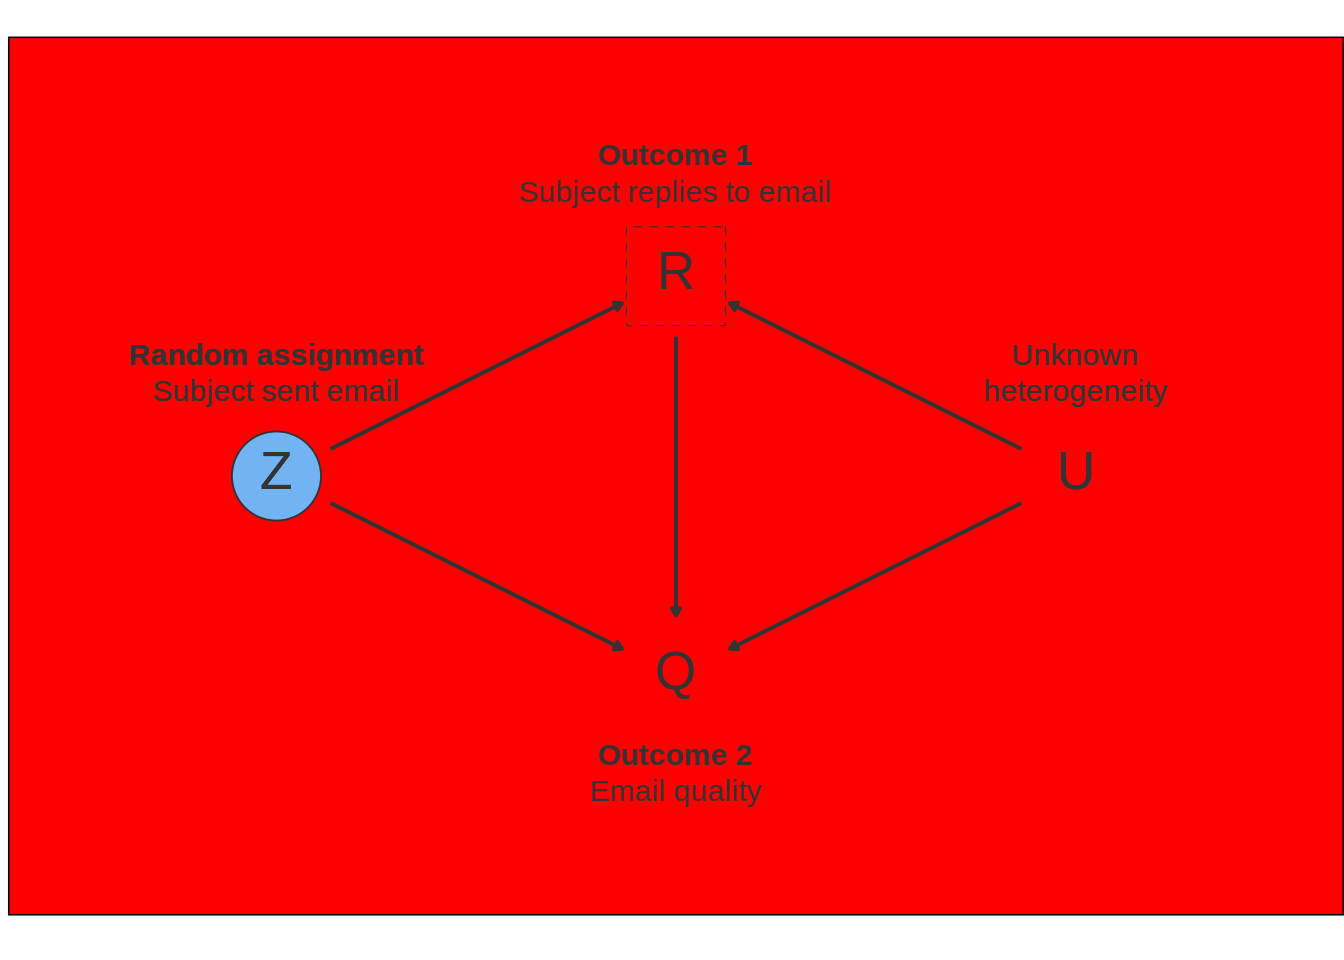 Outcome 1
Subject replies to email
R
Random assignment
Subject sent email
Z
Unknown
heterogeneity
U
Q
Outcome 2
Email quality